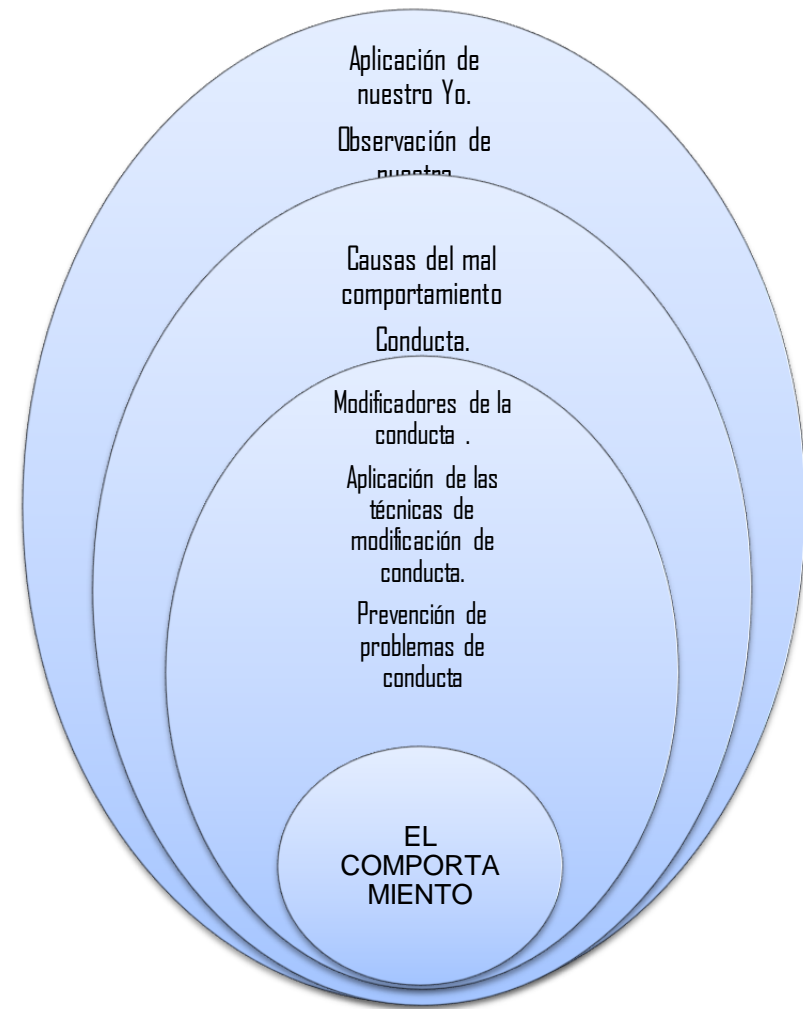 Aplicación de
nuestro Yo.
Observación de
nuestra
Causas del mal
comportamiento
Conducta.
Modificadores de la
conducta .
Aplicación de las
técnicas de
modificación de
conducta.
Prevención de
problemas de
conducta
EL
COMPORTA
MIENTO